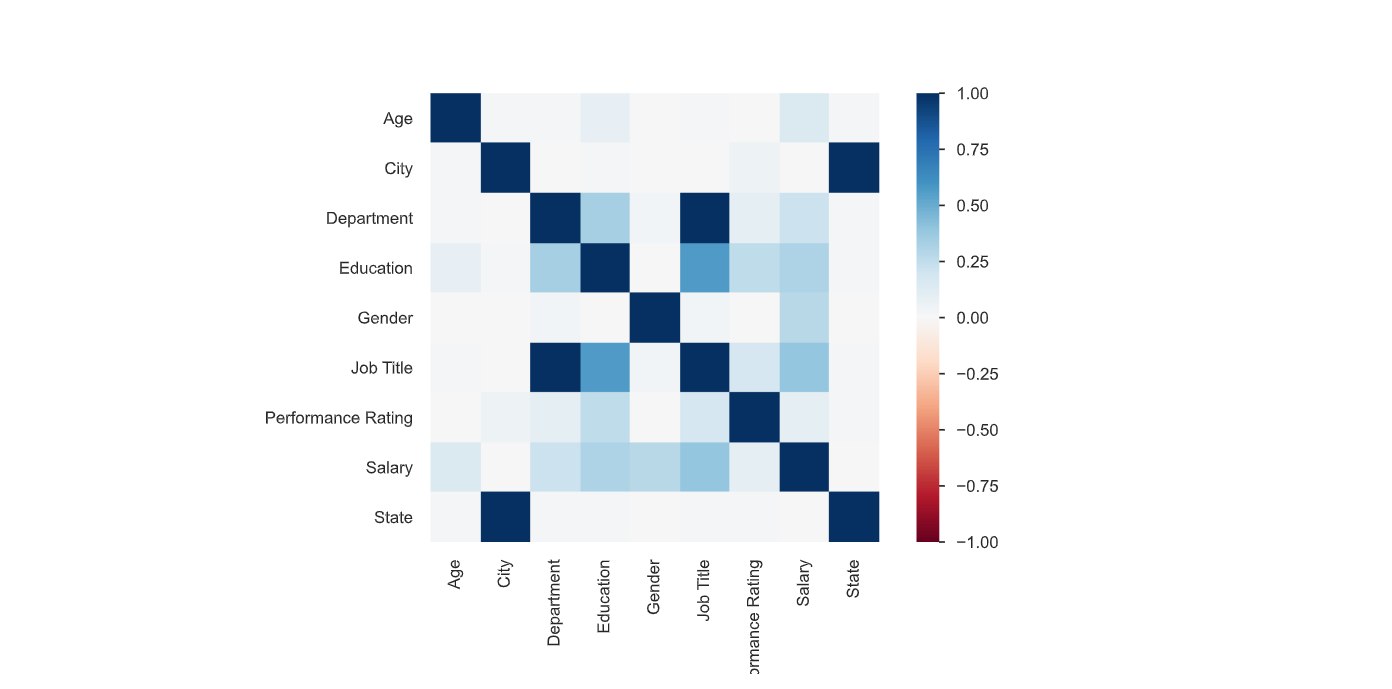 Age
City
Department
Education
Gender
Job Title
Performance Rating
Salary
State
Age
City
Department
Education
Gender
Job Title
ormance Rating
Salary
State
1.00
0.75
0.50
0.25
0.00
−0.25
−0.50
−0.75
−1.00